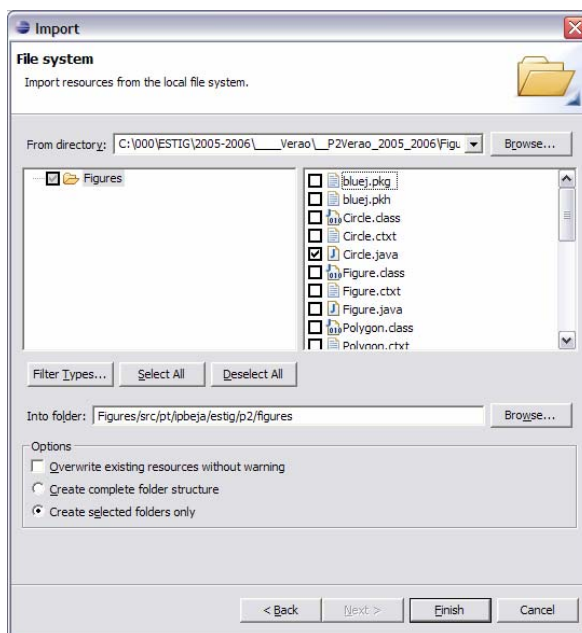 Import
File system
Import resources from the local file system.
From directory: C:\000\ESTIG\2005-2006\____Verao\__P2Verao_2005_2006\Figu
Browse...
Figures
bluej.pkg
bluej.pkh
Circle.class
Circle.ctxt
Circle.java
Figure.class
Figure.ctxt
Figure.java
Polygon.class
Polygon.ctxt
Filter Types...
Select All
Deselect All
Into folder: Figures/src/pt/ipbeja/estig/p2/figures
Browse...
Options
Overwrite existing resources without warning
Create complete folder structure
Create selected folders only
< Back
Next >
Finish
Cancel